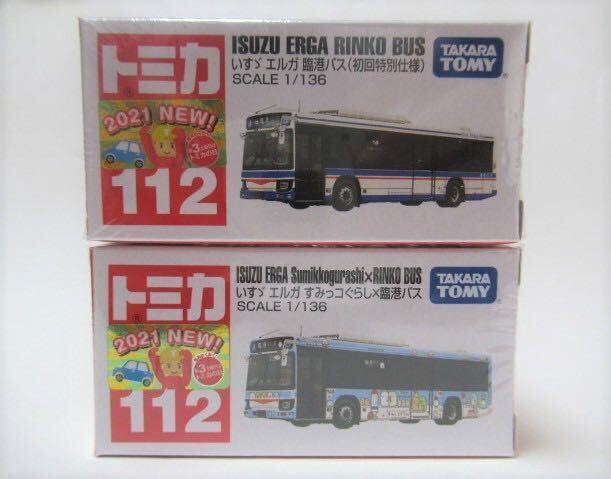 トミカ
2021 NEW!
112
ISUZU ERGA RINKO BUS
いすゞ エルガ 臨港バス(初回特別仕様)
SCALE 1/136
TAKARA
TOMY
トミカ
2021 NEW!
112
ISUZU ERGA Sumikkogurashi×RINKO BUS
いすゞ エルガ すみっコぐらし×臨港バス
SCALE 1/136
TAKARA
TOMY